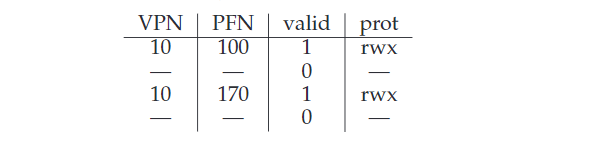 VPN PFN valid prot
10 100 1 rwx
— — 0 —
10 170 1 rwx
— — 0 —